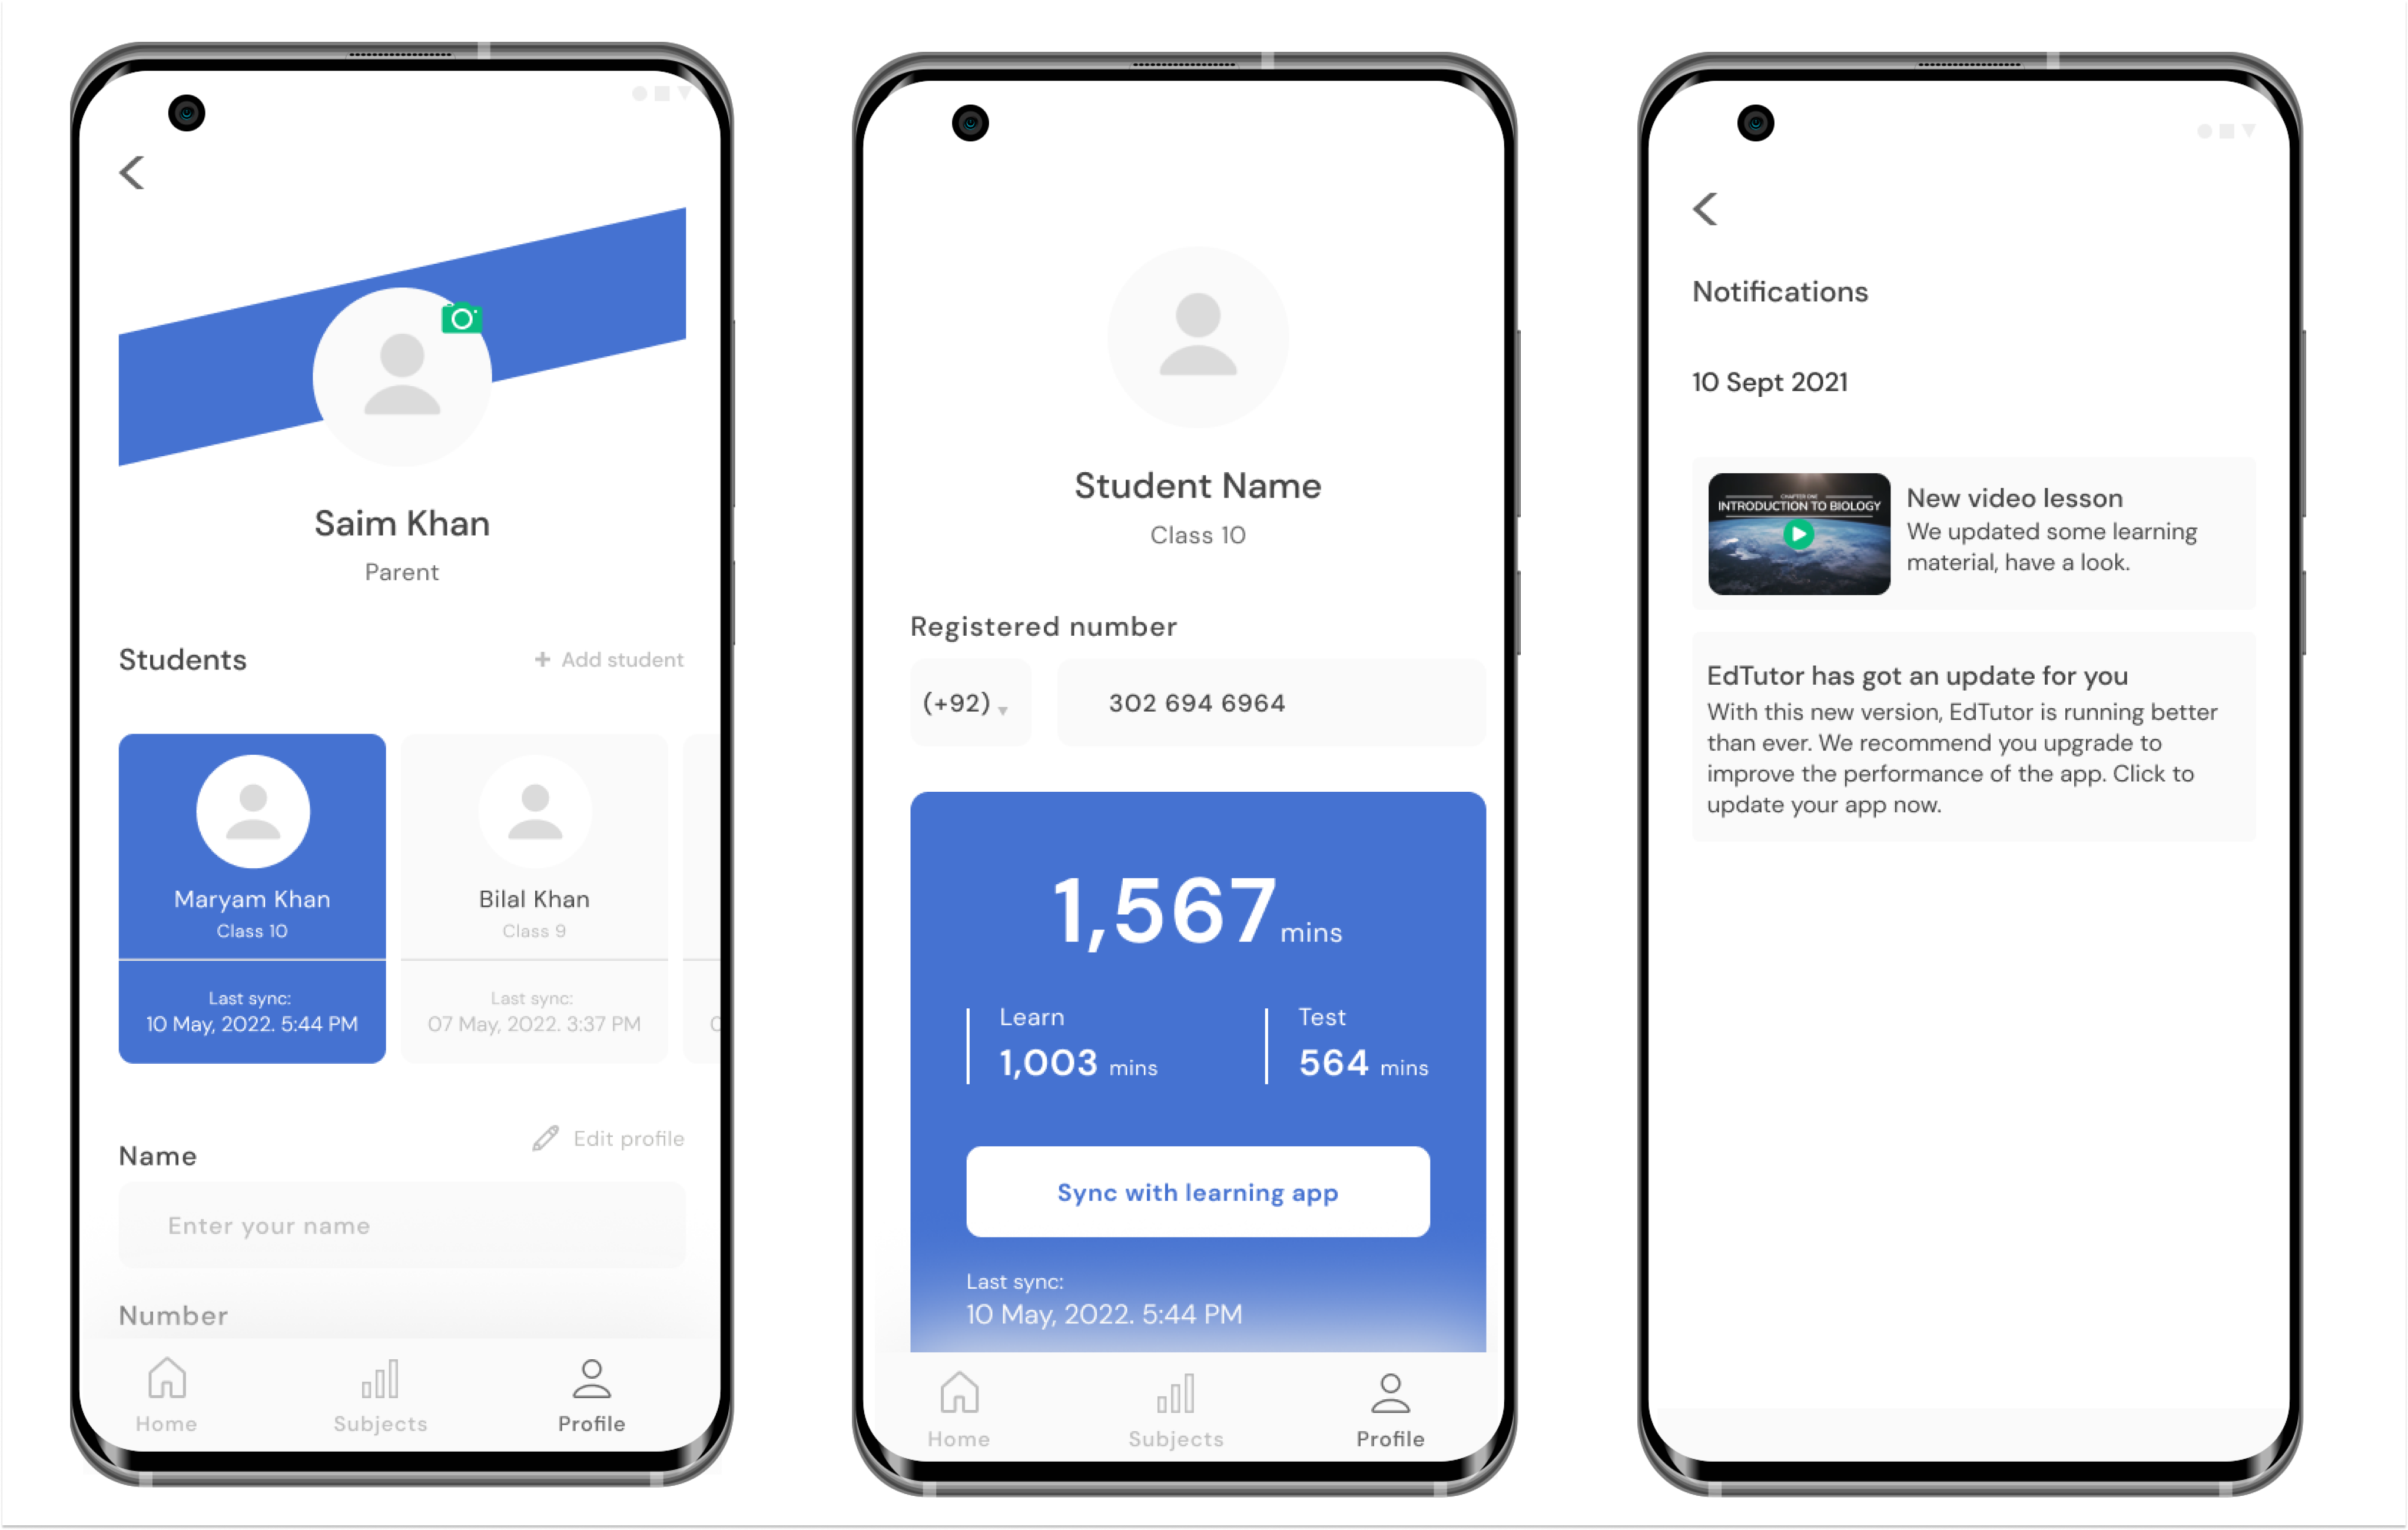 Saim Khan
Parent
Students
+ Add student
Maryam Khan
Class 10
Last sync:
10 May, 2022. 5:44 PM
Bilal Khan
Class 9
Last sync:
07 May, 2022. 3:37 PM
Edit profile
Name
Enter your name
Number
Home
Subjects
Profile
Student Name
Class 10
Registered number
(+92)
302 694 6964
1,567 mins
Learn
1,003 mins
Test
564 mins
Sync with learning app
Last sync:
10 May, 2022. 5:44 PM
Home
Subjects
Profile
Notifications
10 Sept 2021
CHAPTER ONE
INTRODUCTION TO BIOLOGY
New video lesson
We updated some learning
material, have a look.
EdTutor has got an update for you
With this new version, EdTutor is running better
than ever. We recommend you upgrade to
improve the performance of the app. Click to
update your app now.